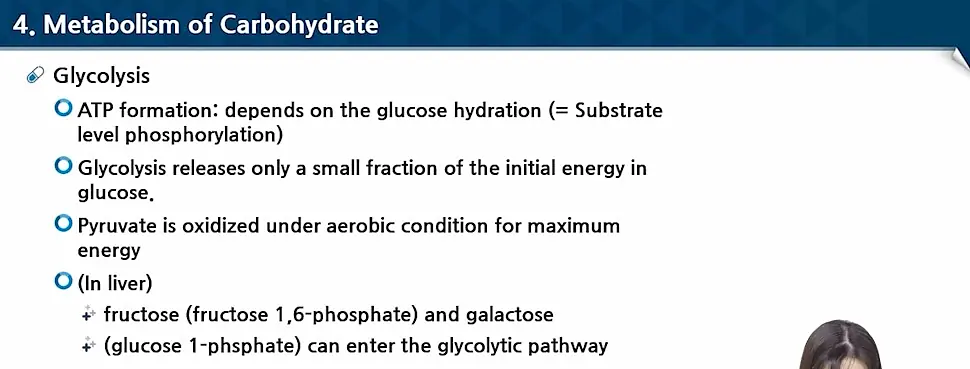 4. Metabolism of Carbohydrate
Glycolysis
ATP formation: depends on the glucose hydration (= Substrate
level phosphorylation)
Glycolysis releases only a small fraction of the initial energy in
glucose.
Pyruvate is oxidized under aerobic condition for maximum
energy
(In liver)
fructose (fructose 1,6-phosphate) and galactose
(glucose 1-phsphate) can enter the glycolytic pathway